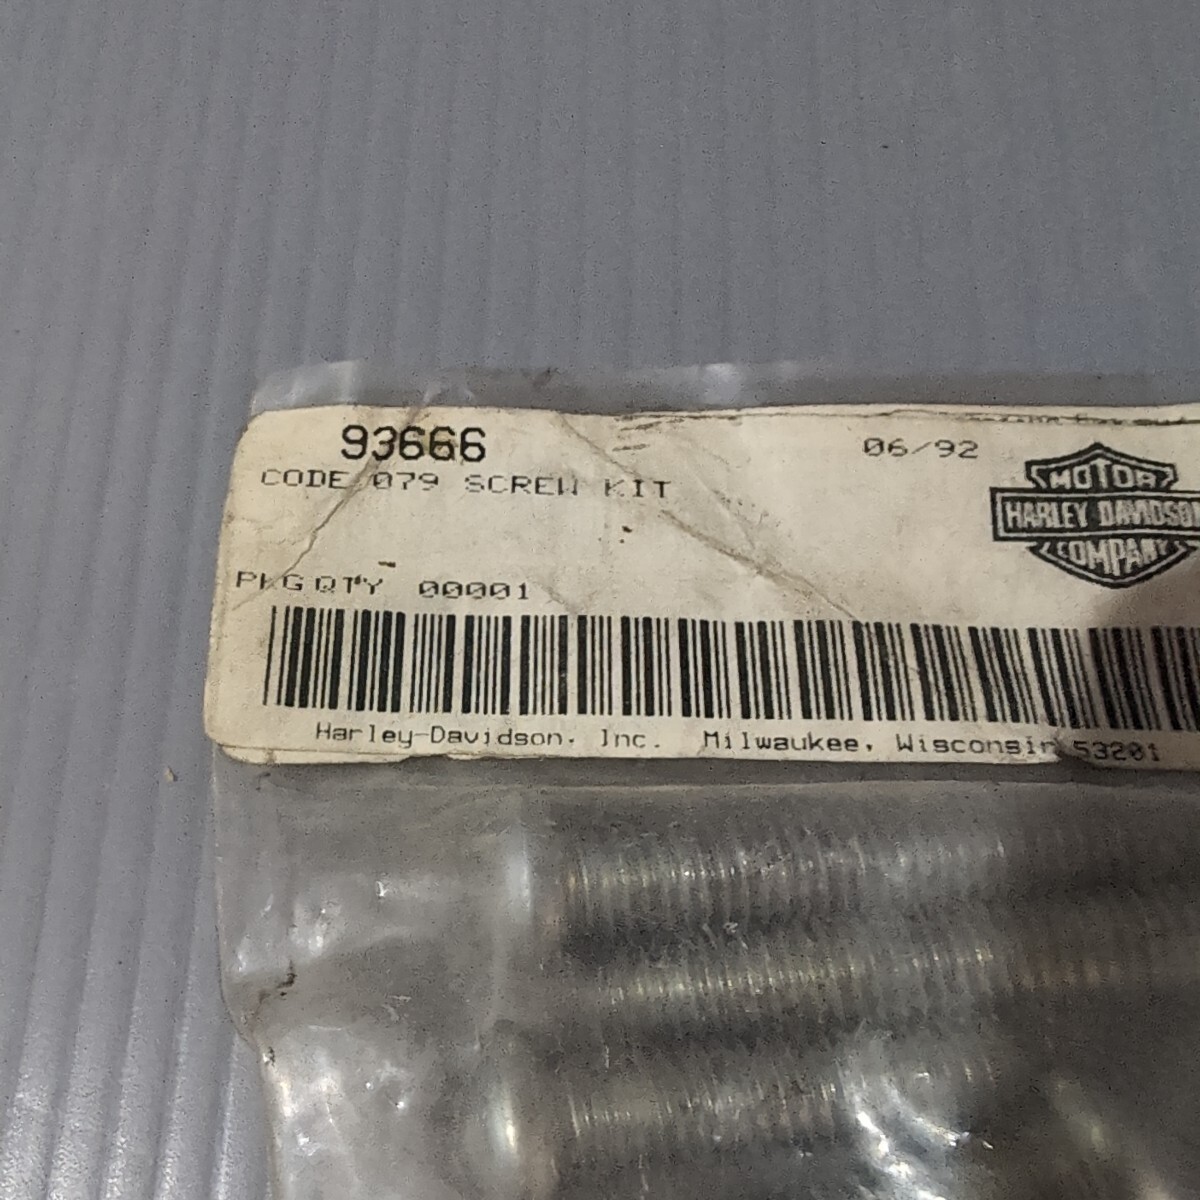 93666
06/92
CODE 079 SCREW KIT
MOTOR
HARLEY DAVIDSON
COMPANY
PKG QTY 00001
Harley-Davidson, Inc. Milwaukee, Wisconsin 53201